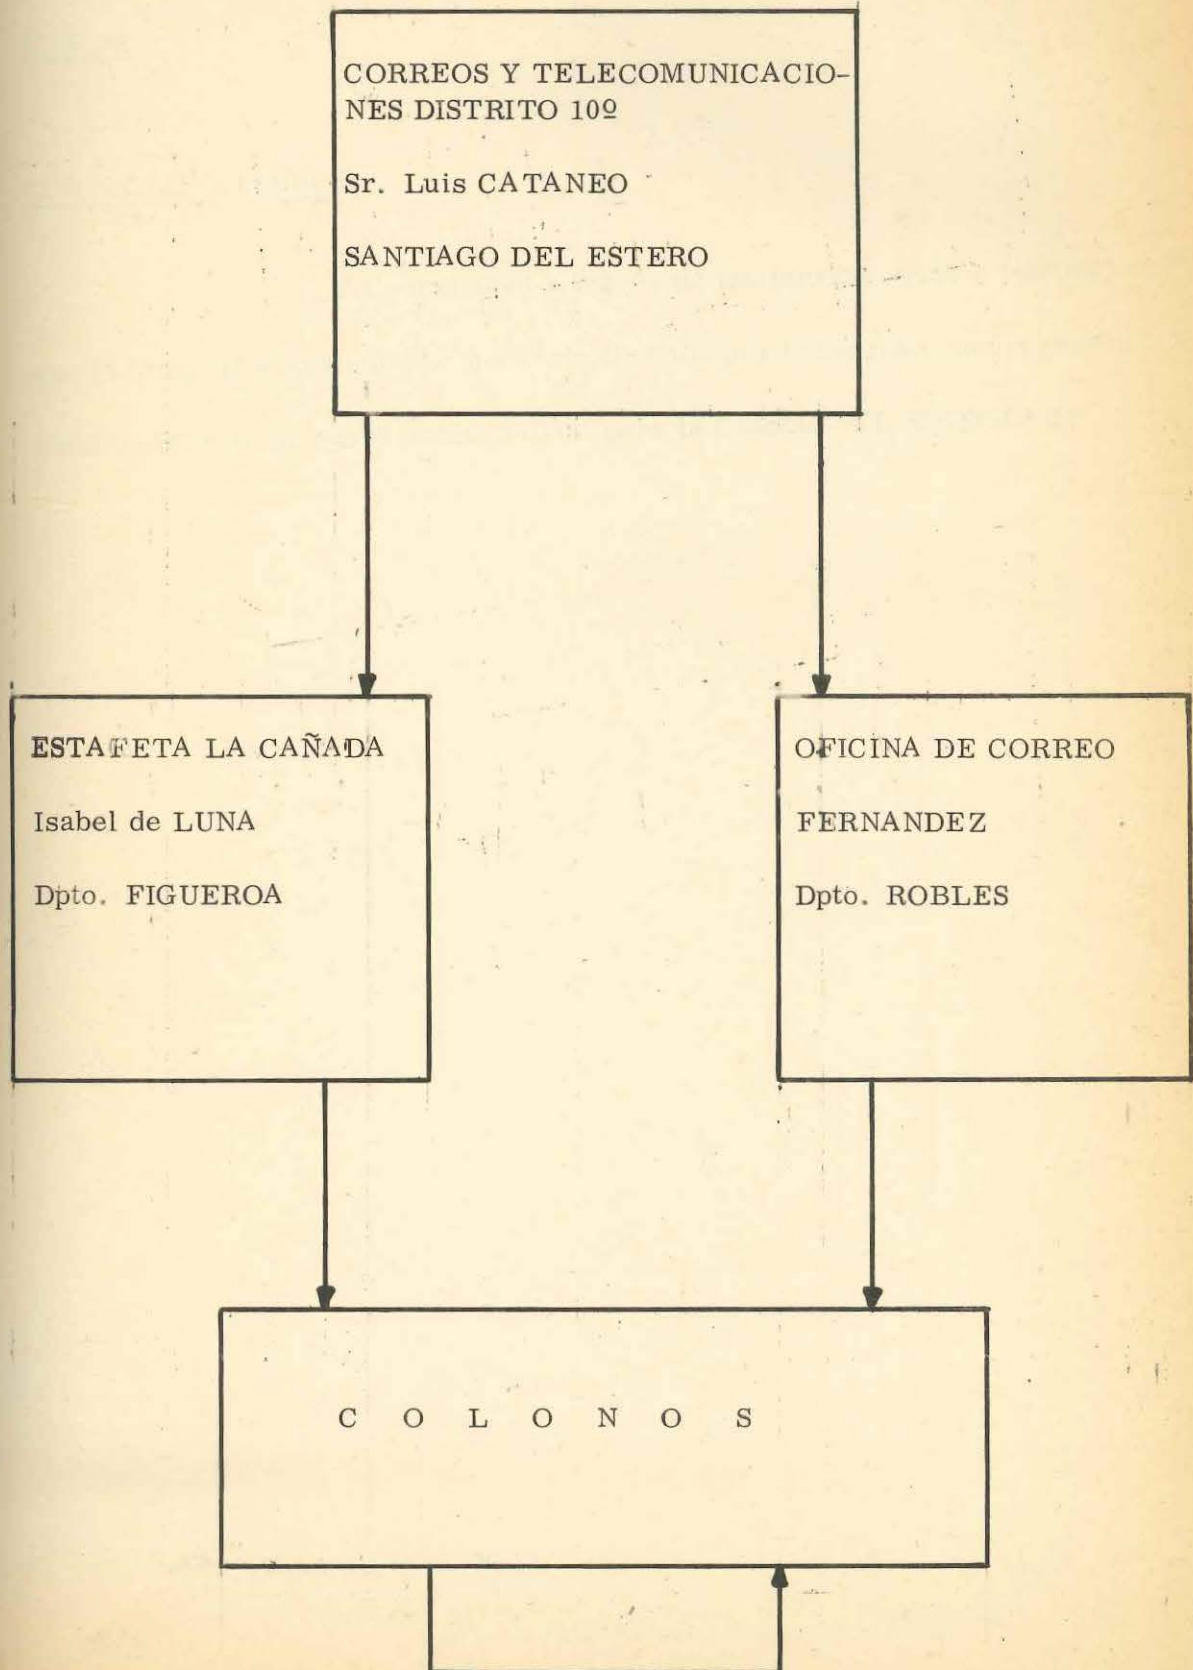 CORREOS Y TELECOMUNICACIO-
NES DISTRITO 10º
Sr. Luis CATANEO
SANTIAGO DEL ESTERO
ESTAFETA LA CAÑADA
Isabel de LUNA
Dpto. FIGUEROA
OFICINA DE CORREO
FERNANDEZ
Dpto. ROBLES
C O L O N O S